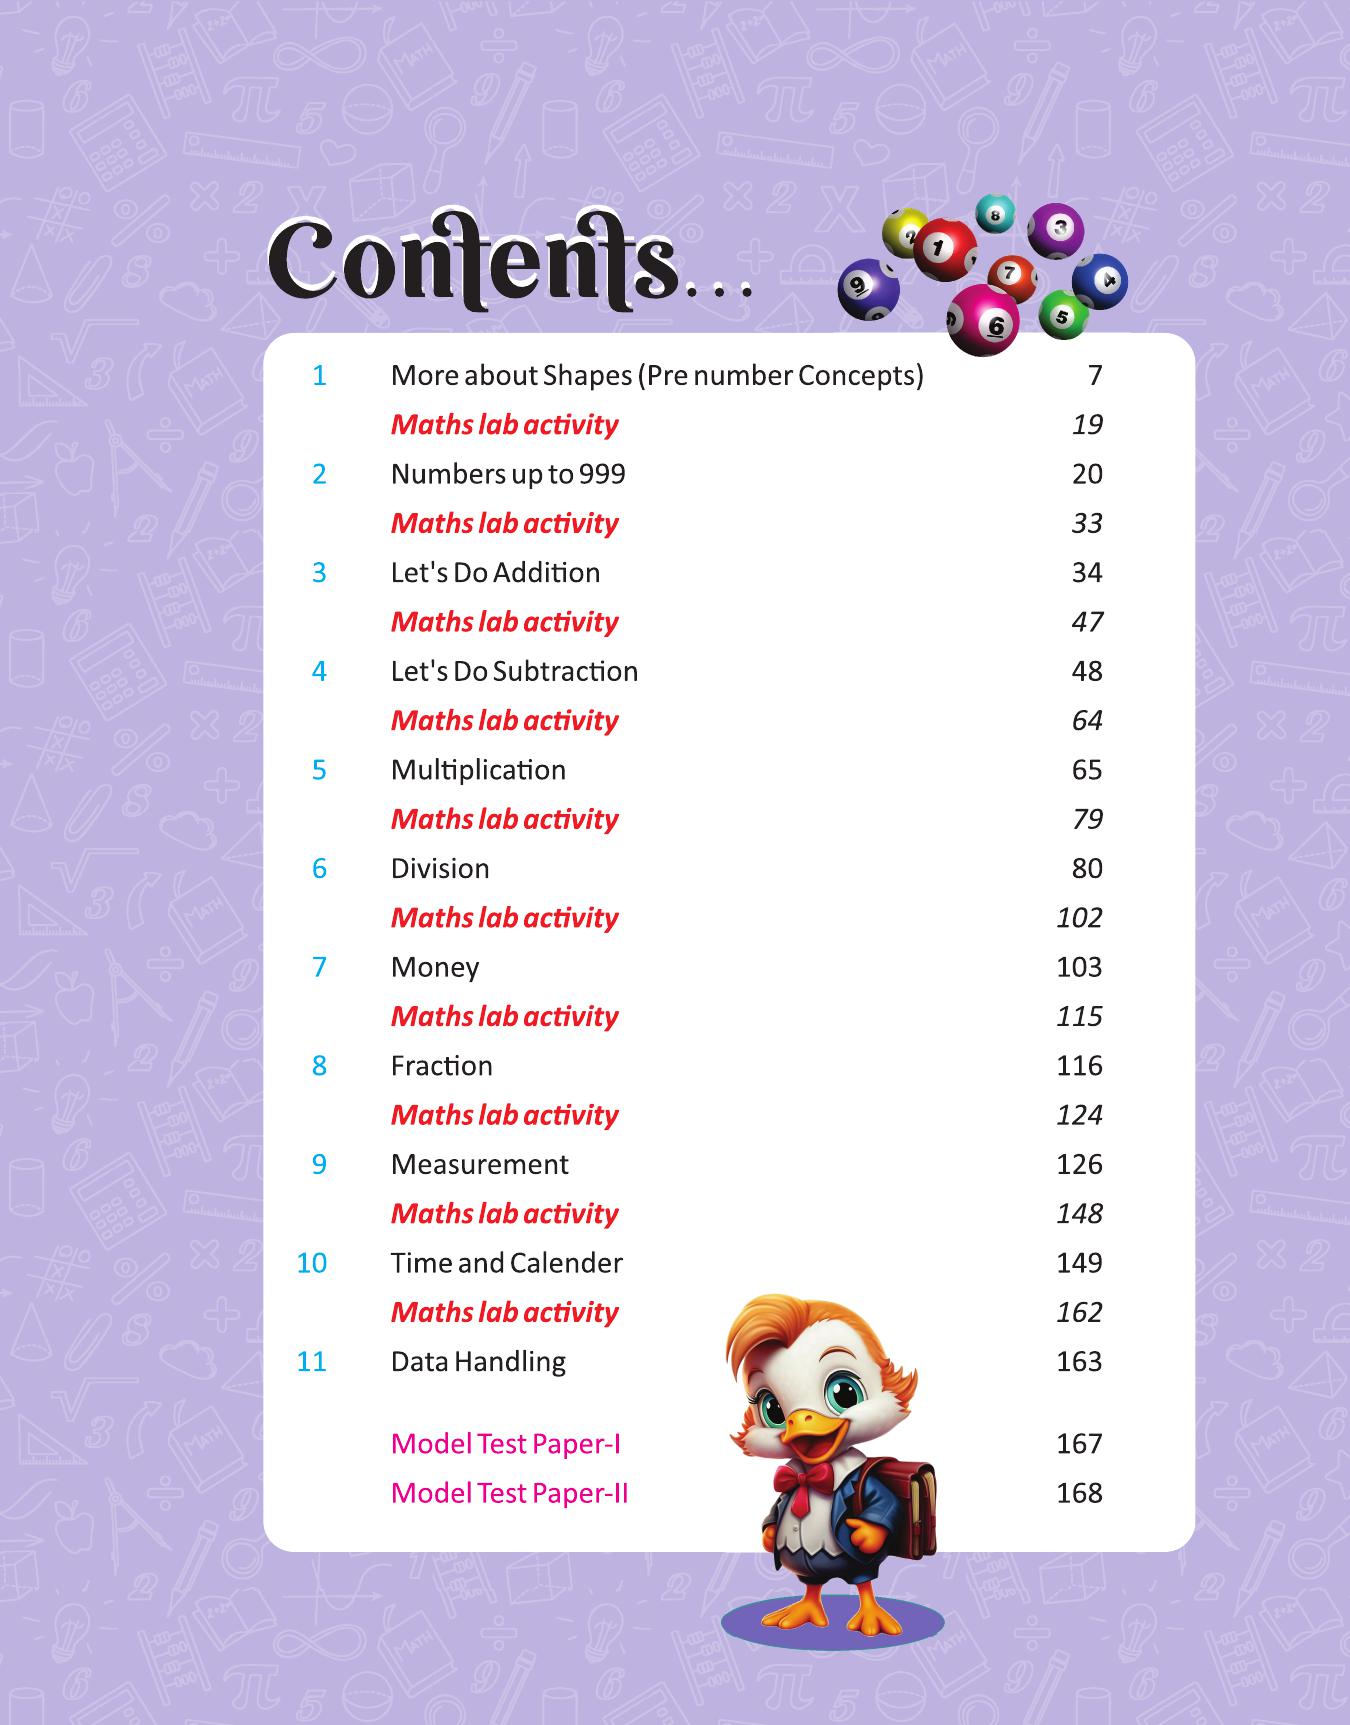 Contents...
1 More about Shapes (Pre number Concepts) 7
Maths lab activity 19
2 Numbers up to 999 20
Maths lab activity 33
3 Let's Do Addition 34
Maths lab activity 47
4 Let's Do Subtraction 48
Maths lab activity 64
5 Multiplication 65
Maths lab activity 79
6 Division 80
Maths lab activity 102
7 Money 103
Maths lab activity 115
8 Fraction 116
Maths lab activity 124
9 Measurement 126
Maths lab activity 148
10 Time and Calender 149
Maths lab activity 162
11 Data Handling 163
Model Test Paper-I 167
Model Test Paper-II 168